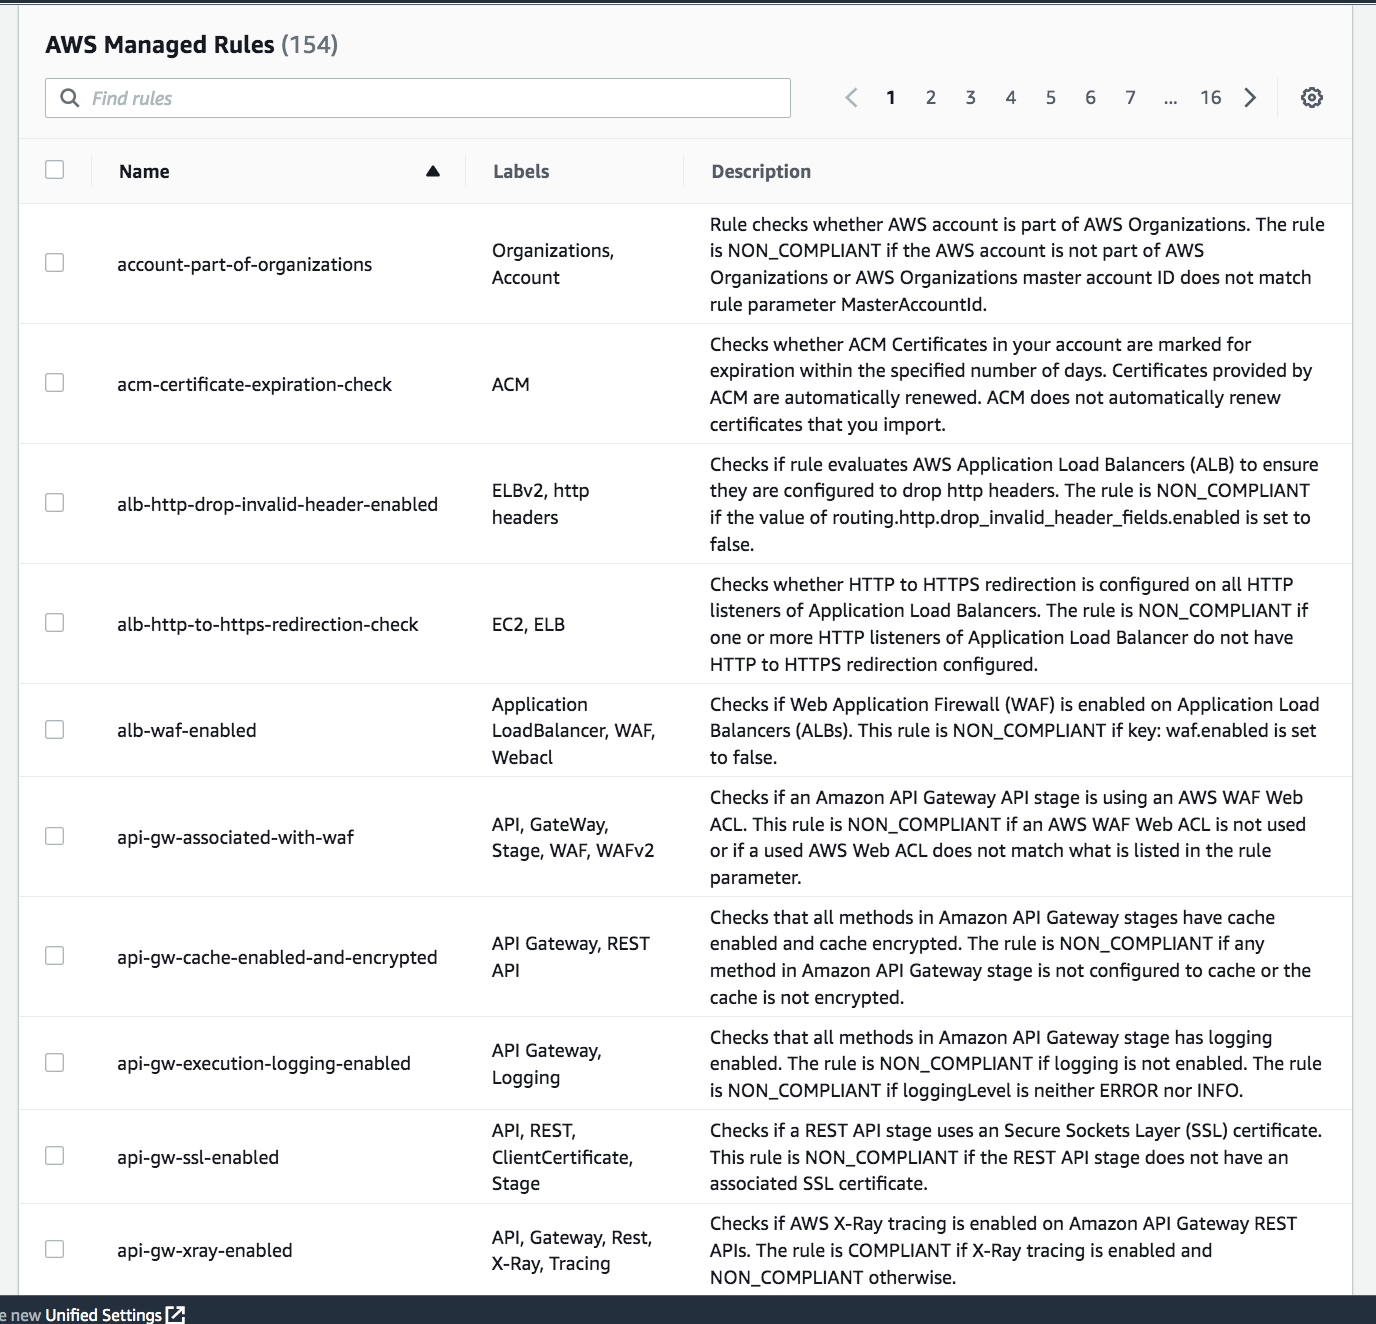 AWS Managed Rules (154)
Find rules
1 2 3 4 5 6 7 ... 16
Name Labels Description
account-part-of-organizations
Organizations,
Account
Rule checks whether AWS account is part of AWS Organizations. The rule
is NON_COMPLIANT if the AWS account is not part of AWS
Organizations or AWS Organizations master account ID does not match
rule parameter MasterAccountId.
acm-certificate-expiration-check
ACM
Checks whether ACM Certificates in your account are marked for
expiration within the specified number of days. Certificates provided by
ACM are automatically renewed. ACM does not automatically renew
certificates that you import.
alb-http-drop-invalid-header-enabled
ELBv2, http
headers
Checks if rule evaluates AWS Application Load Balancers (ALB) to ensure
they are configured to drop http headers. The rule is NON_COMPLIANT
if the value of routing.http.drop_invalid_header_fields.enabled is set to
false.
alb-http-to-https-redirection-check
EC2, ELB
Checks whether HTTP to HTTPS redirection is configured on all HTTP
listeners of Application Load Balancers. The rule is NON_COMPLIANT if
one or more HTTP listeners of Application Load Balancer do not have
HTTP to HTTPS redirection configured.
alb-waf-enabled
Application
LoadBalancer, WAF,
Webacl
Checks if Web Application Firewall (WAF) is enabled on Application Load
Balancers (ALBs). This rule is NON_COMPLIANT if key: waf.enabled is set
to false.
api-gw-associated-with-waf
API, GateWay,
Stage, WAF, WAFv2
Checks if an Amazon API Gateway API stage is using an AWS WAF Web
ACL. This rule is NON_COMPLIANT if an AWS WAF Web ACL is not used
or if a used AWS Web ACL does not match what is listed in the rule
parameter.
api-gw-cache-enabled-and-encrypted
API Gateway, REST
API
Checks that all methods in Amazon API Gateway stages have cache
enabled and cache encrypted. The rule is NON_COMPLIANT if any
method in Amazon API Gateway stage is not configured to cache or the
cache is not encrypted.
api-gw-execution-logging-enabled
API Gateway,
Logging
Checks that all methods in Amazon API Gateway stage has logging
enabled. The rule is NON_COMPLIANT if logging is not enabled. The rule
is NON_COMPLIANT if loggingLevel is neither ERROR nor INFO.
api-gw-ssl-enabled
API, REST,
ClientCertificate,
Stage
Checks if a REST API stage uses an Secure Sockets Layer (SSL) certificate.
This rule is NON_COMPLIANT if the REST API stage does not have an
associated SSL certificate.
api-gw-xray-enabled
API, Gateway, Rest,
X-Ray, Tracing
Checks if AWS X-Ray tracing is enabled on Amazon API Gateway REST
APIs. The rule is COMPLIANT if X-Ray tracing is enabled and
NON_COMPLIANT otherwise.
e new Unified Settings